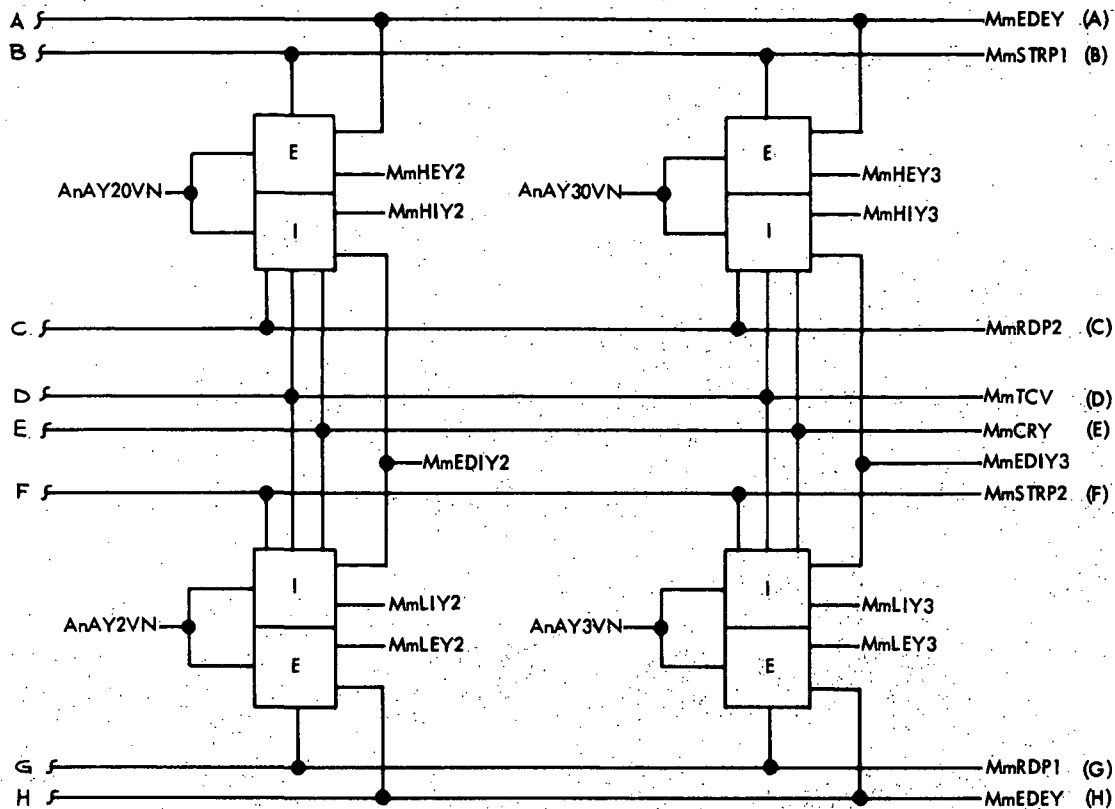 A MmEDEY (A)
B MmSTRP1 (B)
E E
AnAY20VN MmHEY2 AnAY30VN MmHEY3
MmHIY2 MmHIY3
I I
C MmRDP2 (C)
D MmTCV (D)
E MmCRY (E)
MmEDIY2 MmEDIY3
F MmSTRP2 (F)
I I
MmLIY2 MmLIY3
AnAY2VN AnAY3VN
MmLEY2 MmLEY3
E E
G MmRDP1 (G)
H MmEDEY (H)